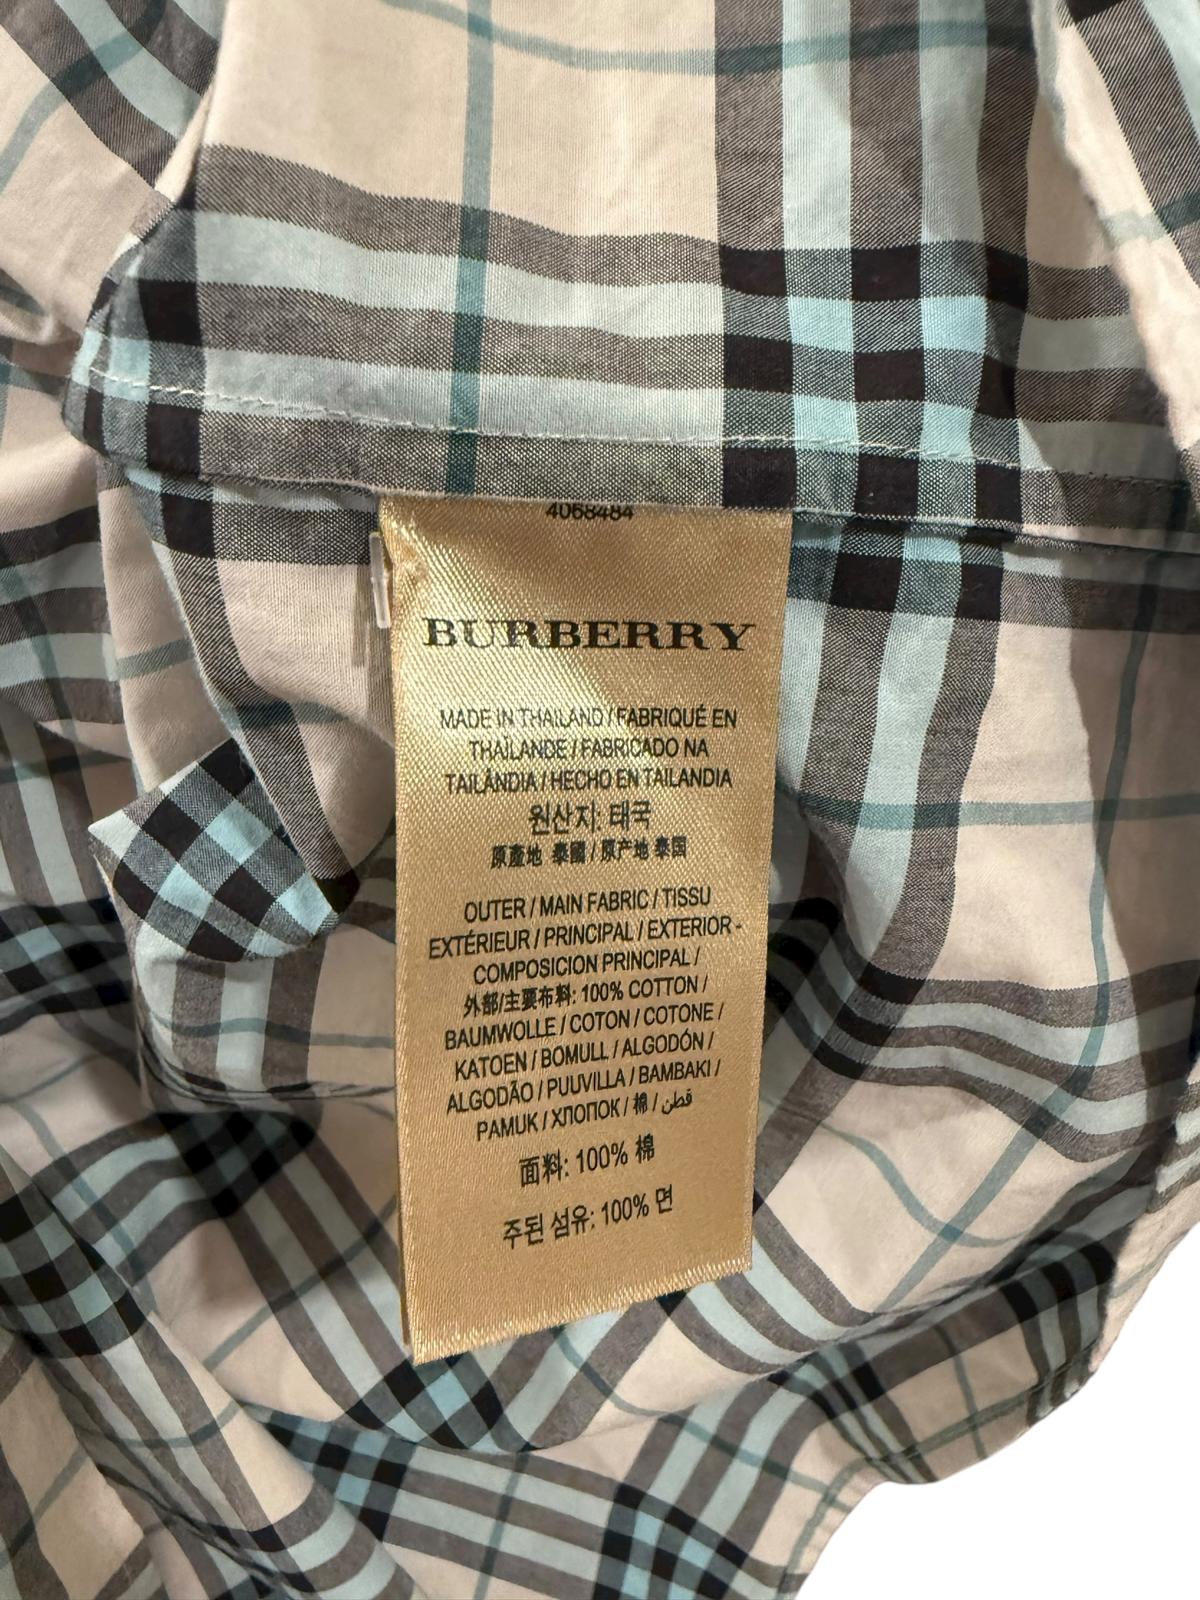 4068484
BURBERRY
MADE IN THAILAND / FABRIQUÉ EN
THAÏLANDE / FABRICADO NA
TAILÂNDIA / HECHO EN TAILANDIA
원산지: 태국
原產地 泰國 / 原产地 泰国
OUTER / MAIN FABRIC / TISSU
EXTÉRIEUR / PRINCIPAL / EXTERIOR -
COMPOSICION PRINCIPAL /
外部/主要布料: 100% COTTON /
BAUMWOLLE / COTON / COTONE /
KATOEN / BOMULL / ALGODÓN /
ALGODÃO / PUUVILLA / BAMBAKI /
PAMUK / ХЛОПОК / 棉 / قطن
面料: 100% 棉
주된 섬유: 100% 면